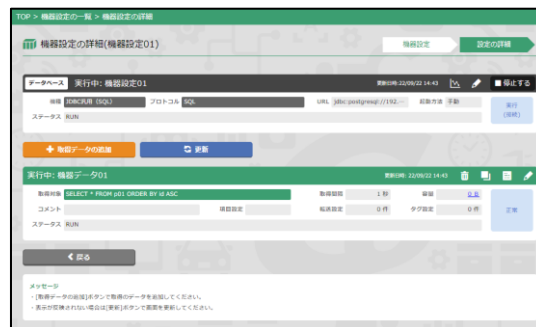 TOP > 機器設定の一覧 > 機器設定の詳細
機器設定の詳細(機器設定01)
機器設定
設定の詳細
データベース 実行中: 機器設定01
更新日時:22/09/22 14:43
停止する
機種 JDBC汎用 (SQL)
プロトコル SQL
URL jdbc:postgresql://192.…
起動方法 手動
実行
(接続)
ステータス RUN
取得データの追加
更新
実行中: 機器データ01
更新日時: 22/09/22 14:43
取得対象 SELECT * FROM p01 ORDER BY id ASC
取得間隔 1 秒
正常
コメント
項目設定
転送設定 0 件
タグ設定 0 件
ステータス RUN
戻る
メッセージ
・[取得データの追加]ボタンで取得のデータを追加してください。
・表示が反映されない場合は[更新]ボタンで画面を更新してください。